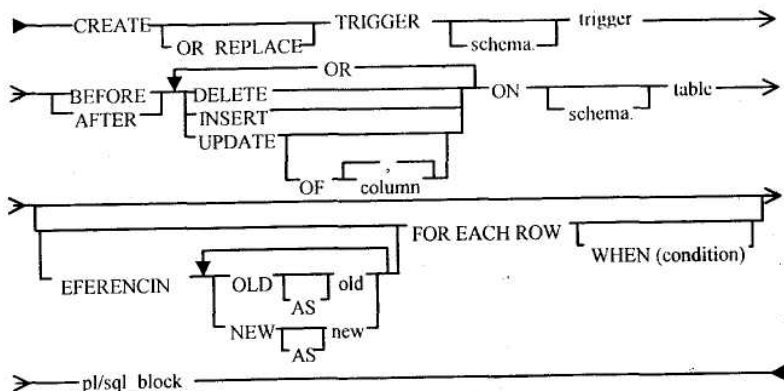 CREATE TRIGGER trigger
OR REPLACE schema.
OR
BEFORE DELETE ON table
AFTER INSERT schema.
UPDATE
,
OF column
FOR EACH ROW
WHEN (condition)
EFERENCIN OLD old
AS
NEW new
AS
pl/sql block